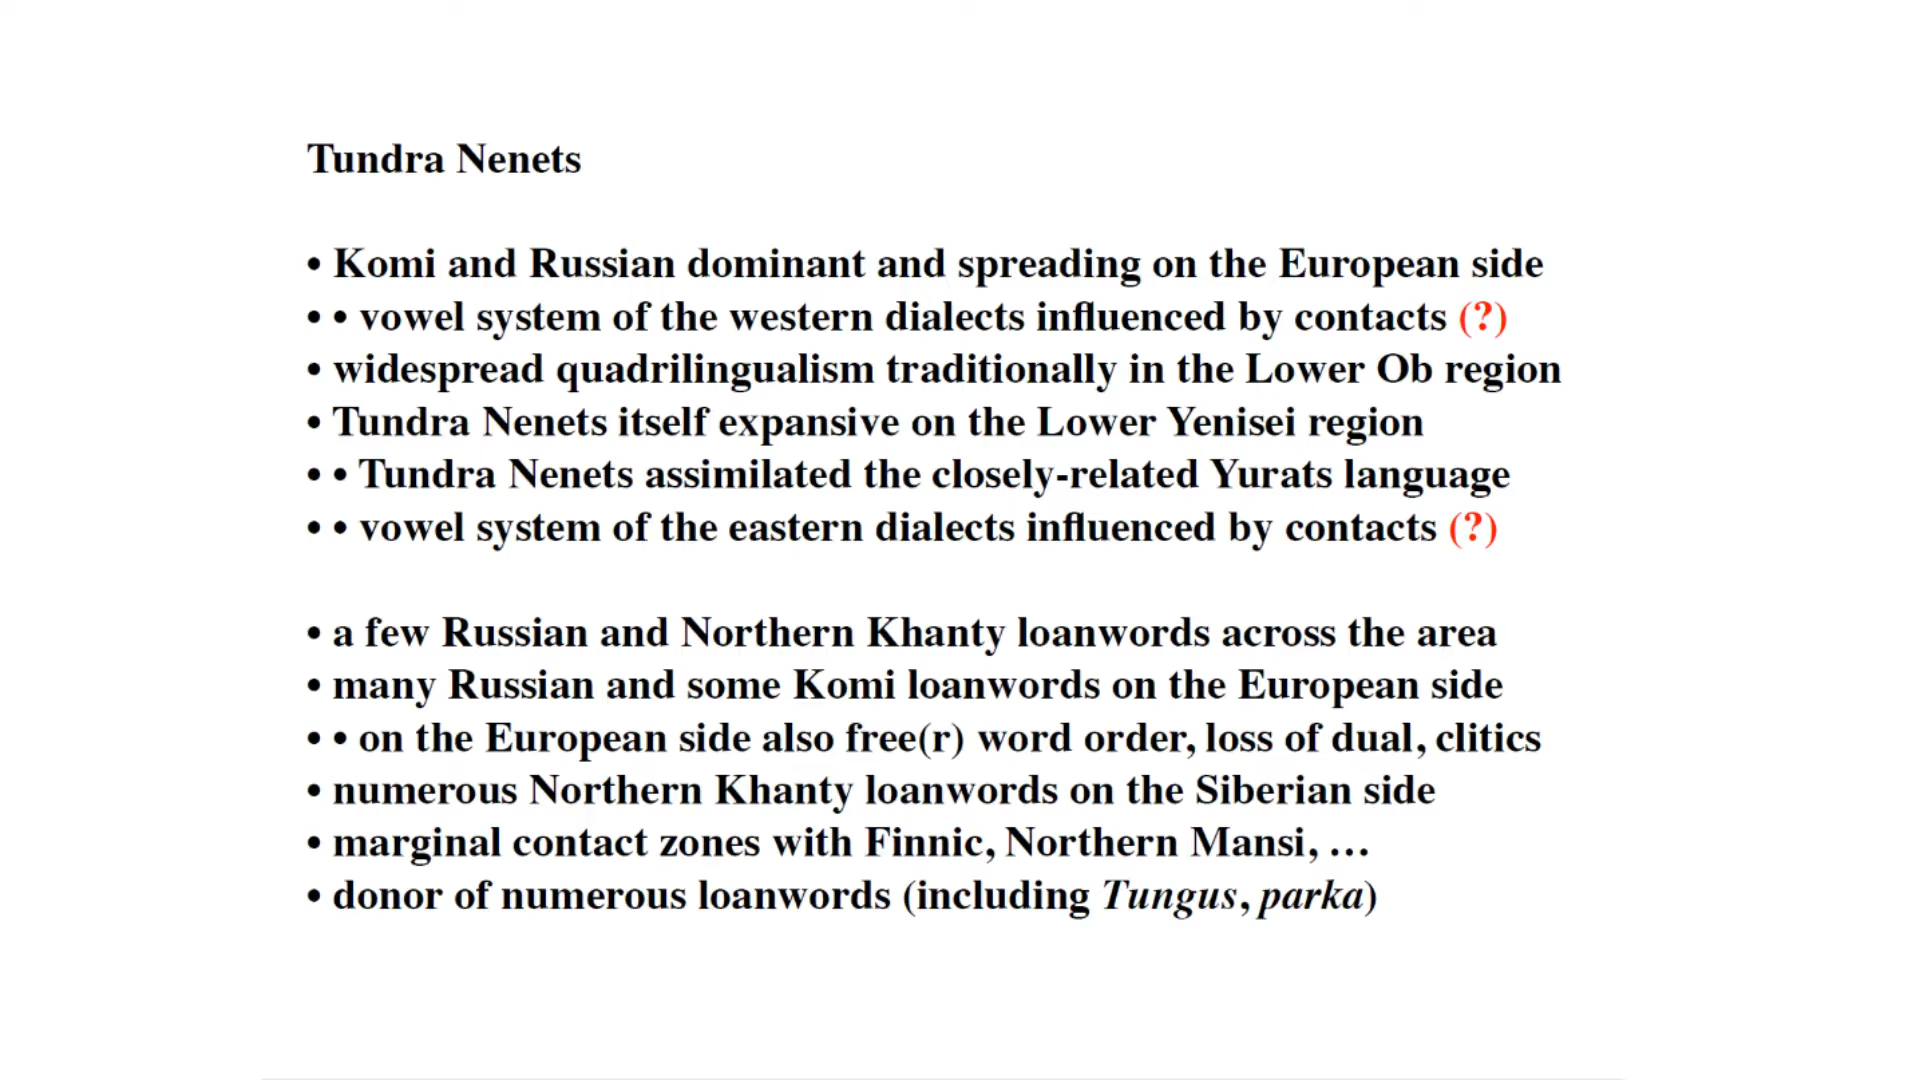 Tundra Nenets
• Komi and Russian dominant and spreading on the European side
• • vowel system of the western dialects influenced by contacts (?)
• widespread quadrilingualism traditionally in the Lower Ob region
• Tundra Nenets itself expansive on the Lower Yenisei region
• • Tundra Nenets assimilated the closely-related Yurats language
• • vowel system of the eastern dialects influenced by contacts (?)
• a few Russian and Northern Khanty loanwords across the area
• many Russian and some Komi loanwords on the European side
• • on the European side also free(r) word order, loss of dual, clitics
• numerous Northern Khanty loanwords on the Siberian side
• marginal contact zones with Finnic, Northern Mansi, …
• donor of numerous loanwords (including Tungus, parka)